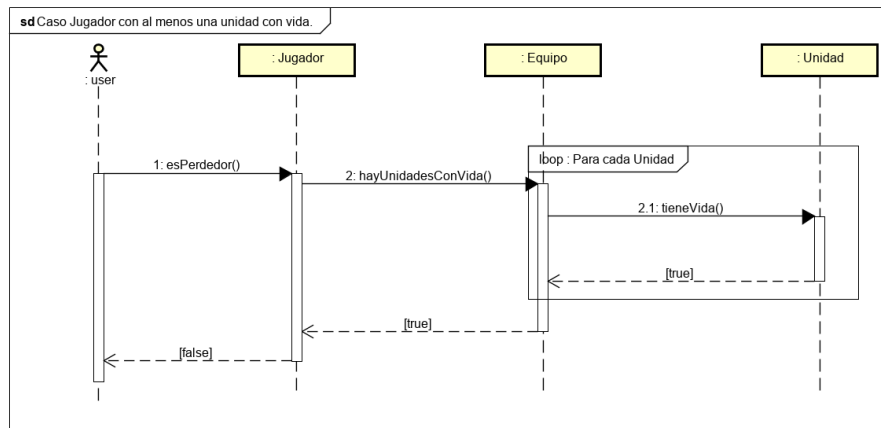 sd Caso Jugador con al menos una unidad con vida.
: user
: Jugador
: Equipo
: Unidad
loop : Para cada Unidad
1: esPerdedor()
2: hayUnidadesConVida()
2.1: tieneVida()
[true]
[true]
[false]